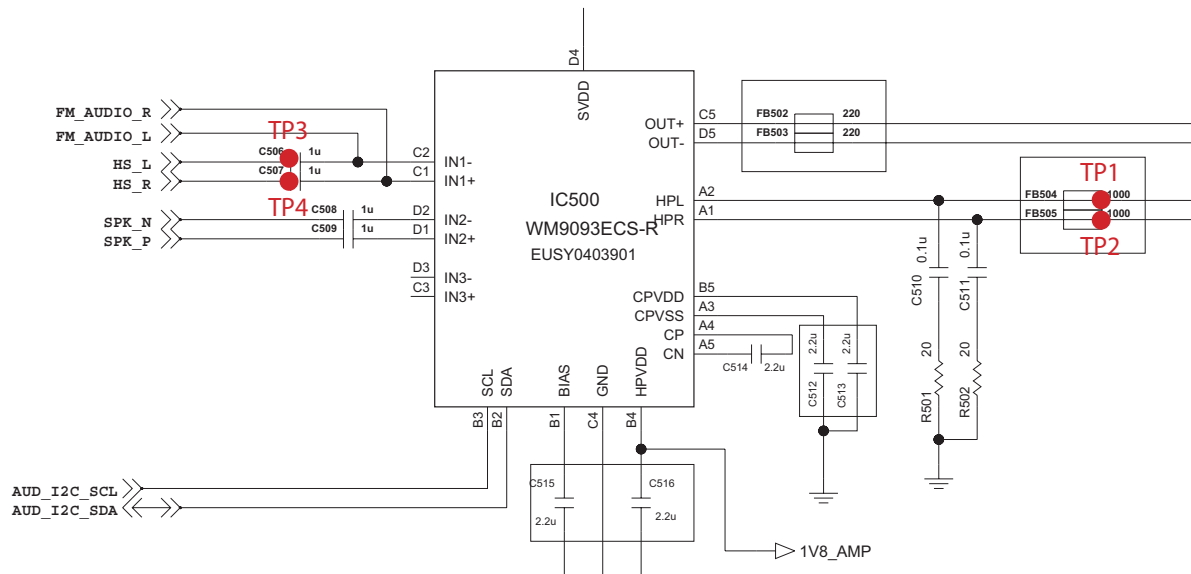 D4
SVDD
FM_AUDIO_R
FM_AUDIO_L
HS_L
HS_R
SPK_N
SPK_P
TP3
C506 1u
C507 1u
TP4
C508 1u
C509 1u
C2 IN1-
C1 IN1+
D2 IN2-
D1 IN2+
D3 IN3-
C3 IN3+
IC500
WM9093ECS-R
EUSY0403901
OUT+ C5
OUT- D5
FB502 220
FB503 220
HPL A2
HPR A1
TP1
FB504 1000
FB505 1000
TP2
CPVDD B5
CPVSS A3
CP A4
CN A5
C514 2.2u
2.2u C512
2.2u C513
0.1u C510
0.1u C511
20 R501
20 R502
SCL B3
SDA B2
BIAS B1
GND C4
HPVDD B4
AUD_I2C_SCL
AUD_I2C_SDA
C515 2.2u
C516 2.2u
1V8_AMP